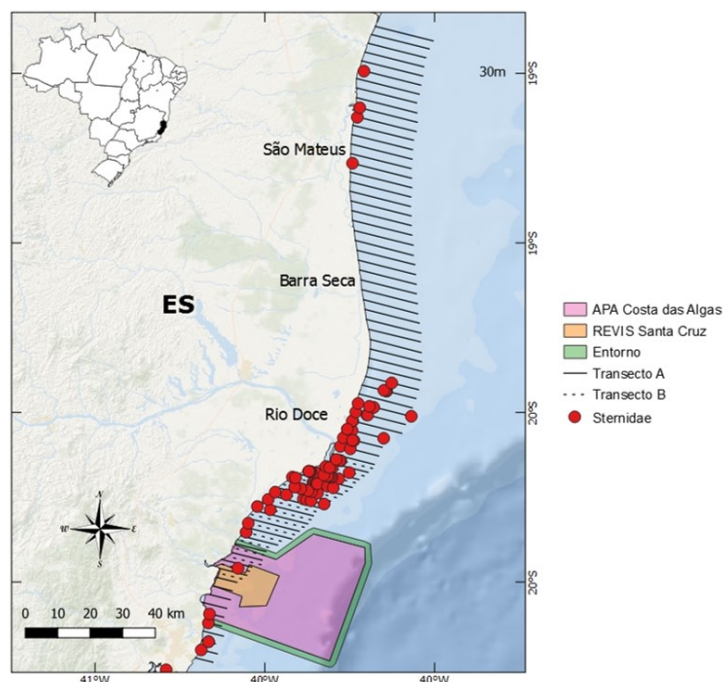 30m
19°S
São Mateus
19°S
Barra Seca
ES
APA Costa das Algas
REVIS Santa Cruz
Entorno
Transecto A
Transecto B
Sternidae
Rio Doce
20°S
N
W E
S
20°S
0 10 20 30 40 km
41°W 40°W 40°W